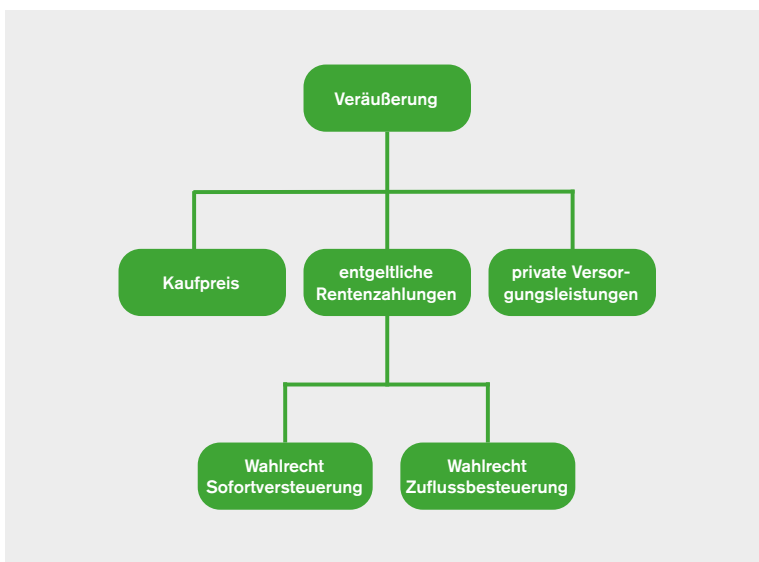 Veräußerung
Kaufpreis
entgeltliche
Rentenzahlungen
private Versor-
gungsleistungen
Wahlrecht
Sofortversteuerung
Wahlrecht
Zuflussbesteuerung